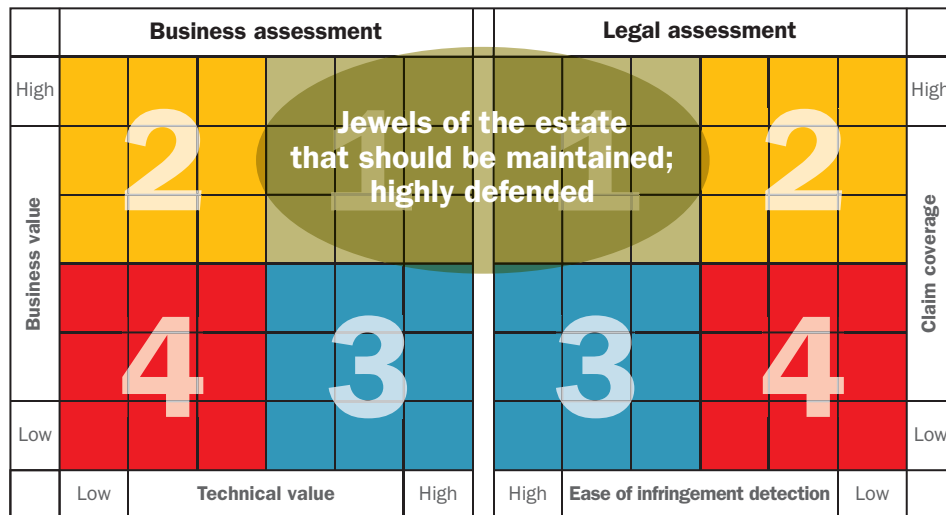 Business assessment
Legal assessment
High
High
2
1
1
2
Jewels of the estate
that should be maintained;
highly defended
Business value
Claim coverage
4
3
3
4
Low
Low
Low
Technical value
High
High
Ease of infringement detection
Low